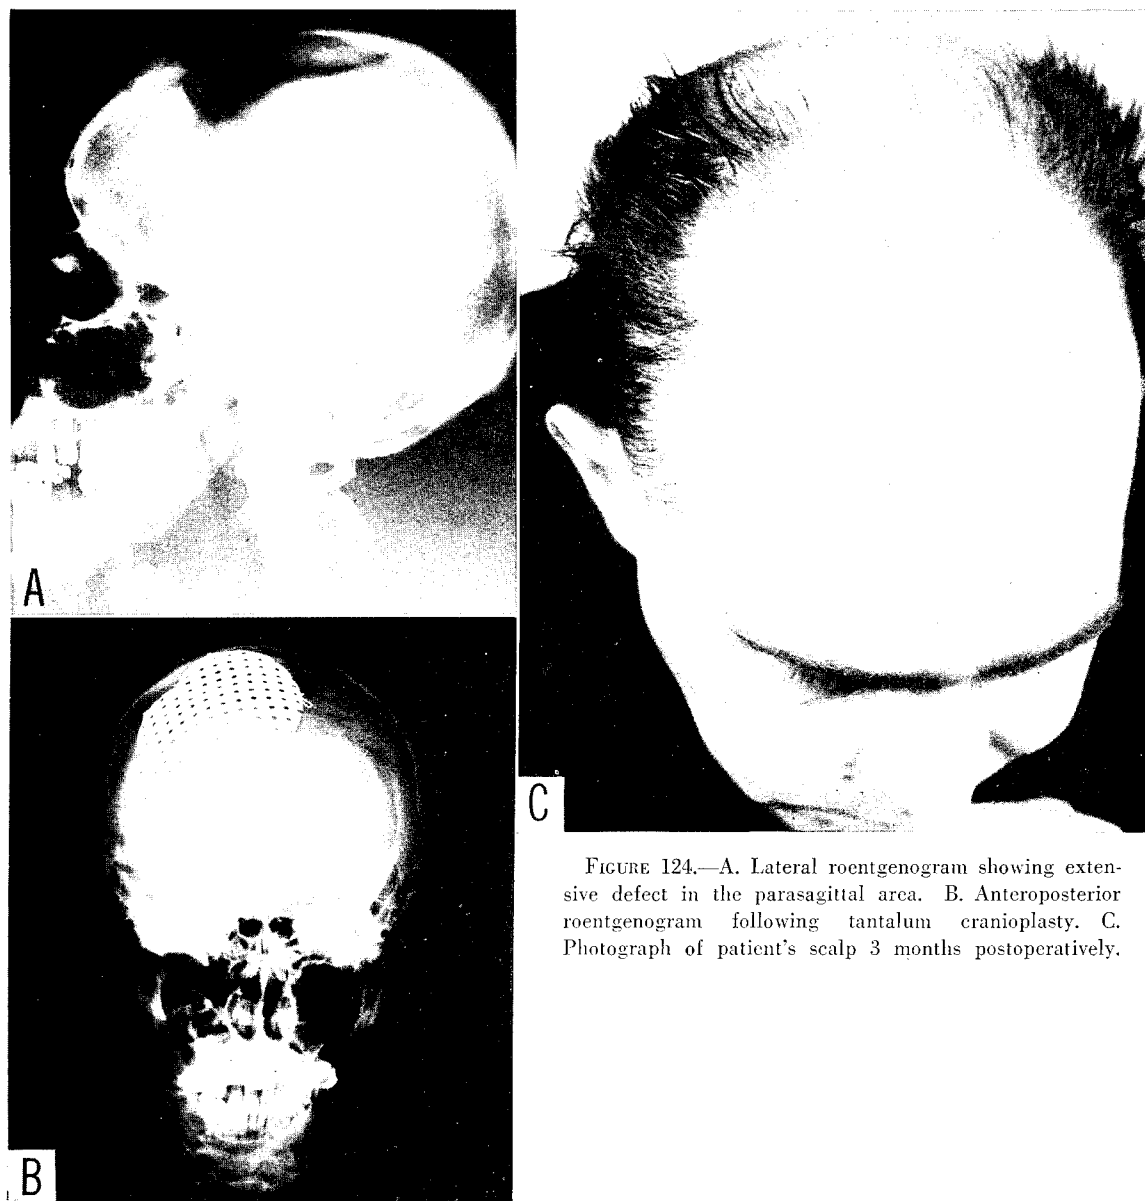 A
B
C
FIGURE 124.—A. Lateral roentgenogram showing exten-
sive defect in the parasagittal area. B. Anteroposterior
roentgenogram following tantalum cranioplasty. C.
Photograph of patient's scalp 3 months postoperatively.